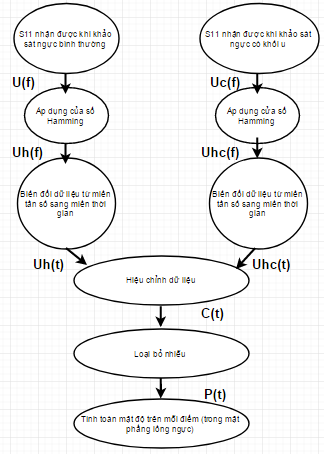 S11 nhận được khi khảo
sát ngực bình thường
S11 nhận được khi khảo sát
ngực có khối u
U(f)
Uc(f)
Áp dụng cửa sổ
Hamming
Áp dụng cửa sổ
Hamming
Uh(f)
Uhc(f)
Biến đổi dữ liệu từ miền
tần số sang miền thời
gian
Biến đổi dữ liệu từ miền
tần số sang miền thời
gian
Uh(t)
Uhc(t)
Hiệu chỉnh dữ liệu
C(t)
Loại bỏ nhiễu
P(t)
Tính toán mật độ trên mỗi điểm (trong mặt
phẳng lồng ngực)